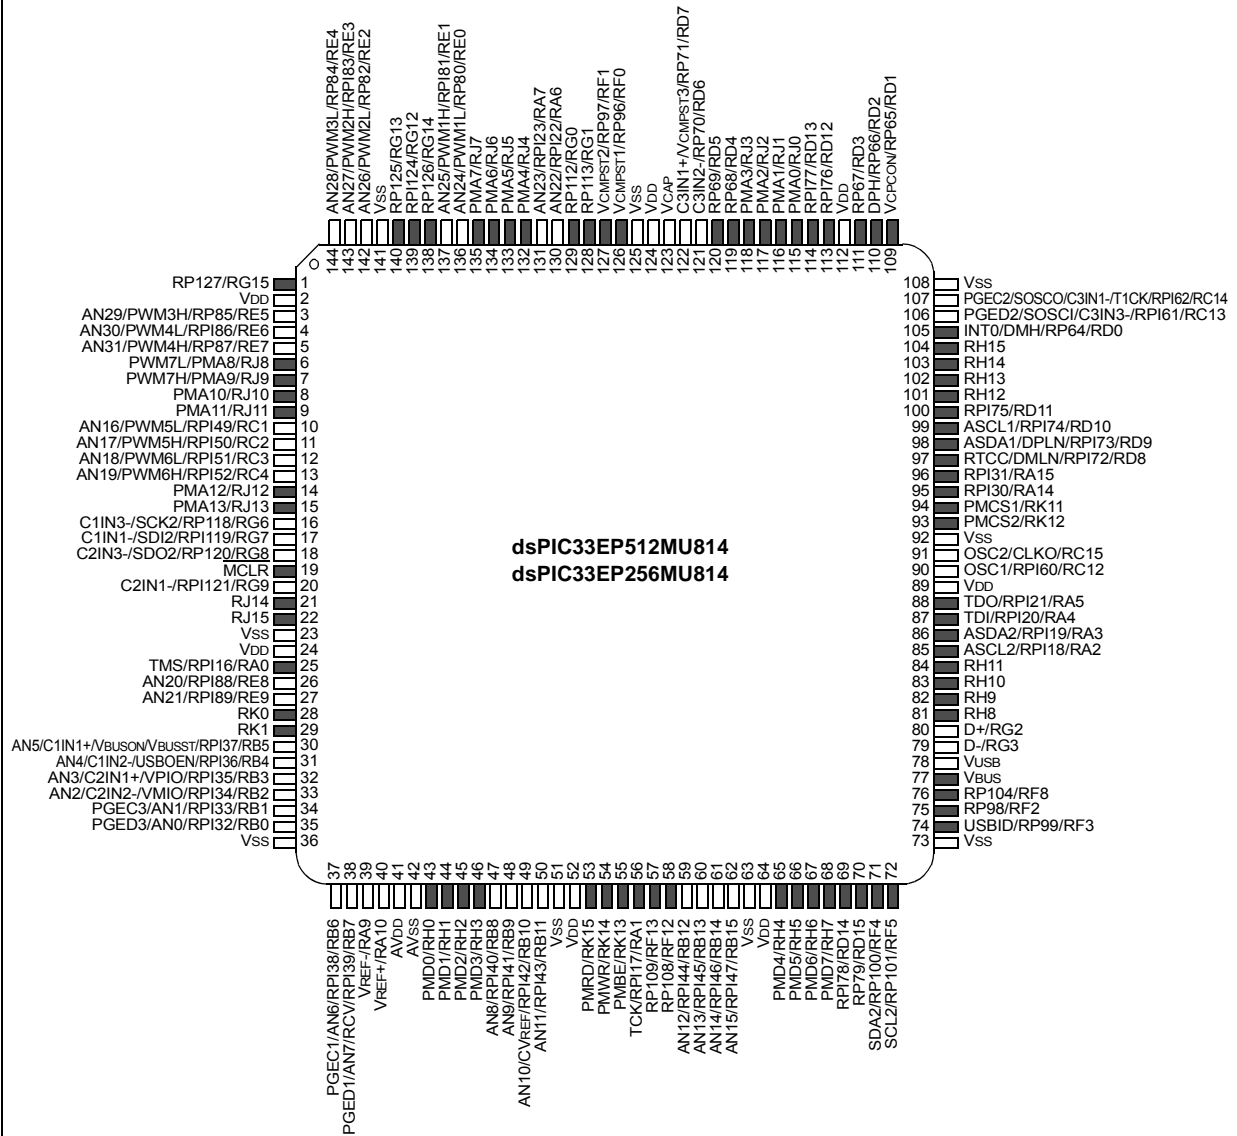 AN28/PWM3L/RP84/RE4
AN27/PWM2H/RPI83/RE3
AN26/PWM2L/RP82/RE2
VSS
RP125/RG13
RPI124/RG12
RP126/RG14
AN25/PWM1H/RPI81/RE1
AN24/PWM1L/RP80/RE0
PMA7/RJ7
PMA6/RJ6
PMA5/RJ5
PMA4/RJ4
AN23/RPI23/RA7
AN22/RPI22/RA6
RP112/RG0
RP113/RG1
VCMPST2/RP97/RF1
VCMPST1/RP96/RF0
VSS
VDD
VCAP
C3IN1+/VCMPST3/RP71/RD7
C3IN2-/RP70/RD6
RP69/RD5
RP68/RD4
PMA3/RJ3
PMA2/RJ2
PMA1/RJ1
PMA0/RJ0
RPI77/RD13
RPI76/RD12
VDD
RP67/RD3
DPH/RP66/RD2
VCPCON/RP65/RD1
144
143
142
141
140
139
138
137
136
135
134
133
132
131
130
129
128
127
126
125
124
123
122
121
120
119
118
117
116
115
114
113
112
111
110
109
RP127/RG15 1
VDD 2
AN29/PWM3H/RP85/RE5 3
AN30/PWM4L/RPI86/RE6 4
AN31/PWM4H/RP87/RE7 5
PWM7L/PMA8/RJ8 6
PWM7H/PMA9/RJ9 7
PMA10/RJ10 8
PMA11/RJ11 9
AN16/PWM5L/RPI49/RC1 10
AN17/PWM5H/RPI50/RC2 11
AN18/PWM6L/RPI51/RC3 12
AN19/PWM6H/RPI52/RC4 13
PMA12/RJ12 14
PMA13/RJ13 15
C1IN3-/SCK2/RP118/RG6 16
C1IN1-/SDI2/RPI119/RG7 17
C2IN3-/SDO2/RP120/RG8 18
MCLR 19
C2IN1-/RPI121/RG9 20
RJ14 21
RJ15 22
VSS 23
VDD 24
TMS/RPI16/RA0 25
AN20/RPI88/RE8 26
AN21/RPI89/RE9 27
RK0 28
RK1 29
AN5/C1IN1+/VBUSON/VBUSST/RPI37/RB5 30
AN4/C1IN2-/USBOEN/RPI36/RB4 31
AN3/C2IN1+/VPIO/RPI35/RB3 32
AN2/C2IN2-/VMIO/RPI34/RB2 33
PGEC3/AN1/RPI33/RB1 34
PGED3/AN0/RPI32/RB0 35
VSS 36
dsPIC33EP512MU814
dsPIC33EP256MU814
108 VSS
107 PGEC2/SOSCO/C3IN1-/T1CK/RPI62/RC14
106 PGED2/SOSCI/C3IN3-/RPI61/RC13
105 INT0/DMH/RP64/RD0
104 RH15
103 RH14
102 RH13
101 RH12
100 RPI75/RD11
99 ASCL1/RPI74/RD10
98 ASDA1/DPLN/RPI73/RD9
97 RTCC/DMLN/RPI72/RD8
96 RPI31/RA15
95 RPI30/RA14
94 PMCS1/RK11
93 PMCS2/RK12
92 VSS
91 OSC2/CLKO/RC15
90 OSC1/RPI60/RC12
89 VDD
88 TDO/RPI21/RA5
87 TDI/RPI20/RA4
86 ASDA2/RPI19/RA3
85 ASCL2/RPI18/RA2
84 RH11
83 RH10
82 RH9
81 RH8
80 D+/RG2
79 D-/RG3
78 VUSB
77 VBUS
76 RP104/RF8
75 RP98/RF2
74 USBID/RP99/RF3
73 VSS
37
38
39
40
41
42
43
44
45
46
47
48
49
50
51
52
53
54
55
56
57
58
59
60
61
62
63
64
65
66
67
68
69
70
71
72
PGEC1/AN6/RPI38/RB6
PGED1/AN7/RCV/RPI39/RB7
VREF-/RA9
VREF+/RA10
AVDD
AVSS
PMD0/RH0
PMD1/RH1
PMD2/RH2
PMD3/RH3
AN8/RPI40/RB8
AN9/RPI41/RB9
AN10/CVREF/RPI42/RB10
AN11/RPI43/RB11
VSS
VDD
PMRD/RK15
PMWR/RK14
PMBE/RK13
TCK/RPI17/RA1
RP109/RF13
RP108/RF12
AN12/RPI44/RB12
AN13/RPI45/RB13
AN14/RPI46/RB14
AN15/RPI47/RB15
VSS
VDD
PMD4/RH4
PMD5/RH5
PMD6/RH6
PMD7/RH7
RPI78/RD14
RP79/RD15
SDA2/RP100/RF4
SCL2/RP101/RF5